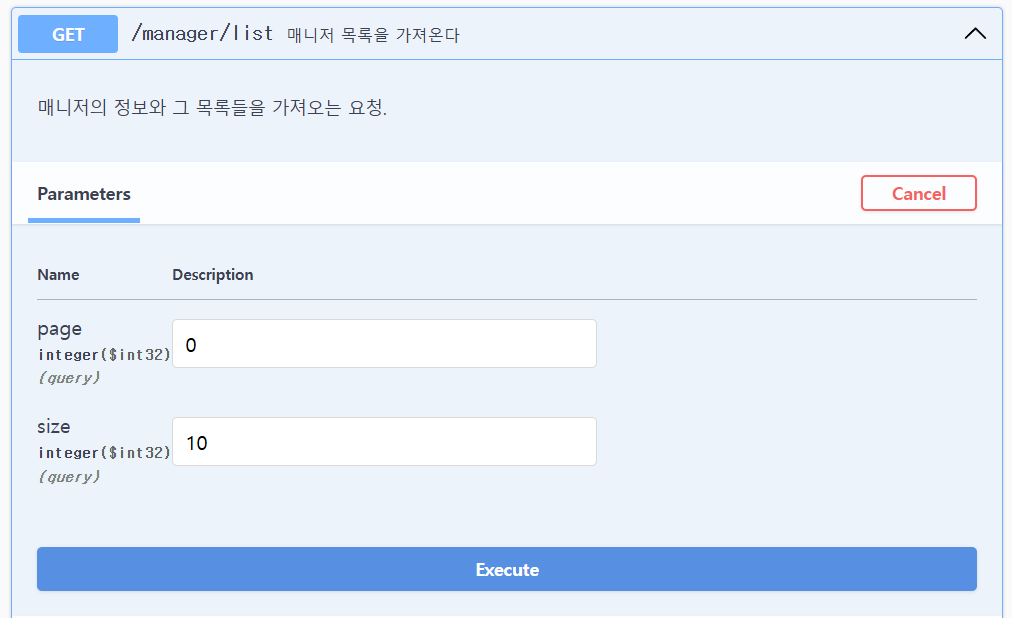 GET /manager/list 매니저 목록을 가져온다
매니저의 정보와 그 목록들을 가져오는 요청.
Parameters Cancel
Name Description
page
integer($int32)
(query)
0
size
integer($int32)
(query)
10
Execute